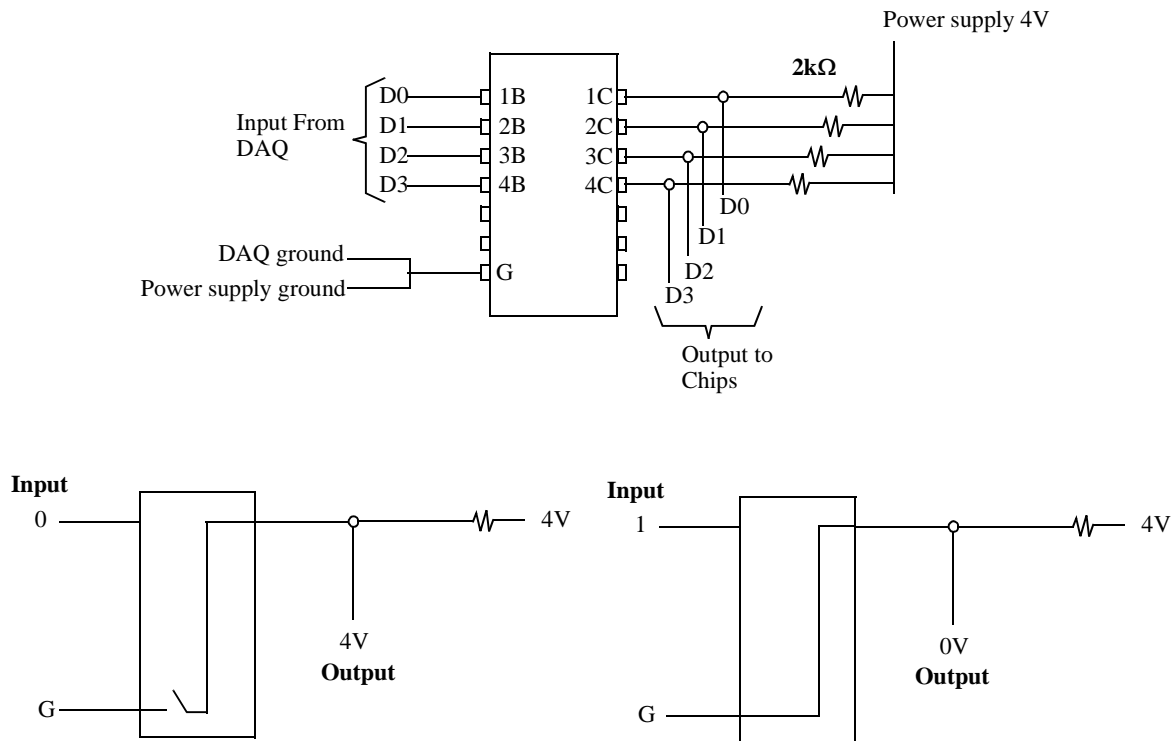 Power supply 4V
2kΩ
Input From
DAQ
D0
D1
D2
D3
1B
2B
3B
4B
1C
2C
3C
4C
D0
D1
D2
D3
DAQ ground
Power supply ground
G
Output to
Chips
Input
0
4V
4V
Output
G
Input
1
4V
0V
Output
G